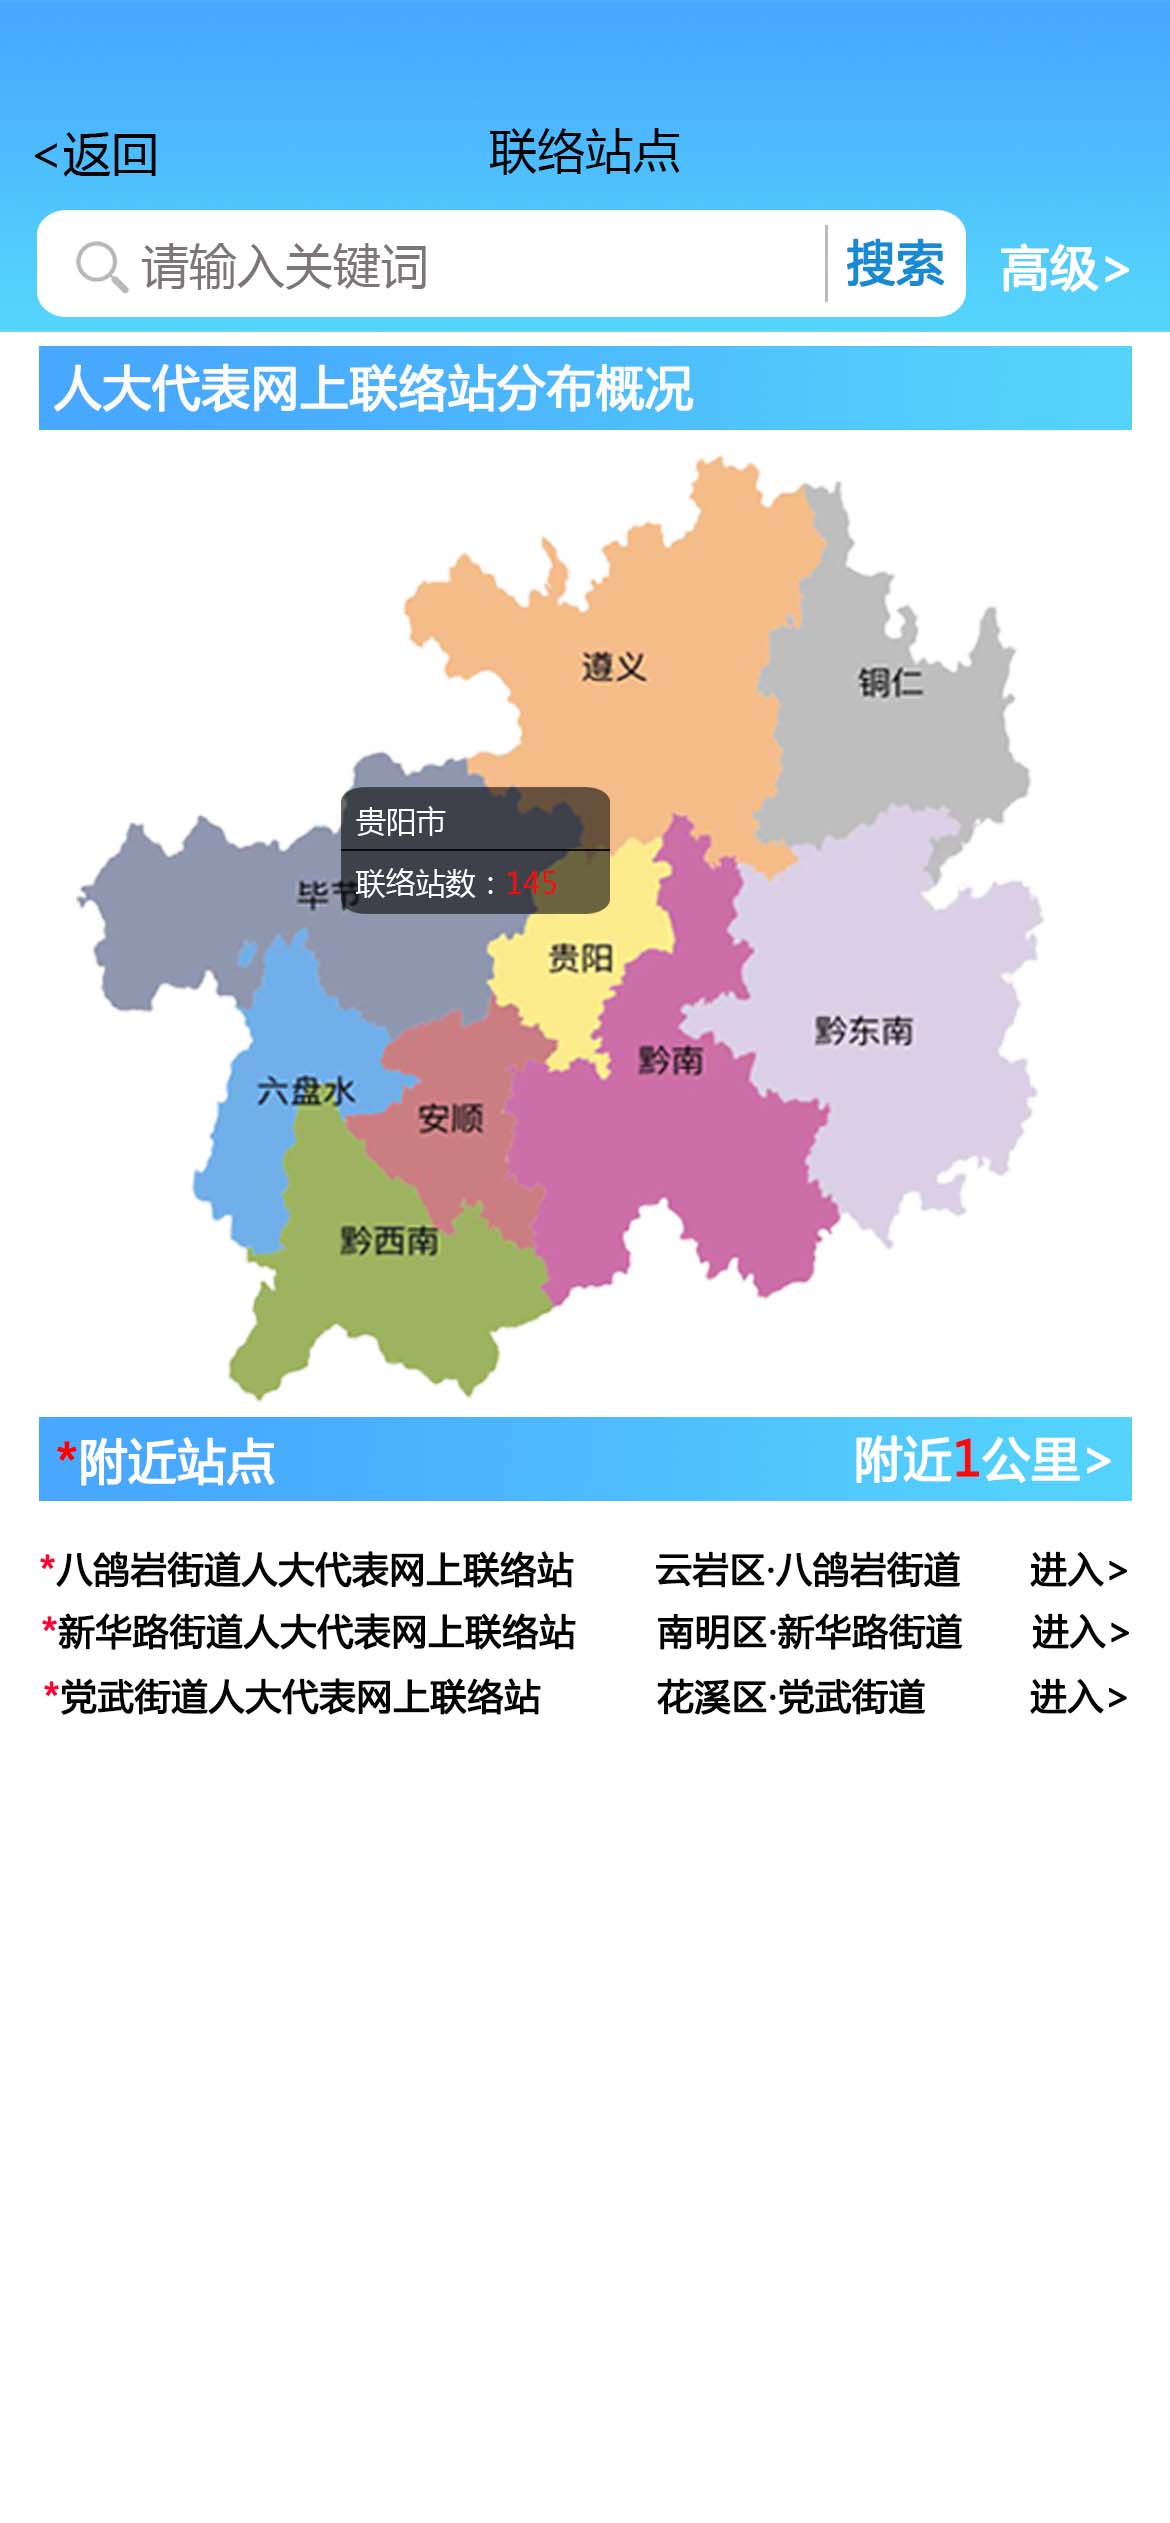 <返回
联络站点
请输入关键词
搜索
高级>
人大代表网上联络站分布概况
遵义
铜仁
贵阳市
联络站数：145
毕节
贵阳
黔东南
黔南
六盘水
安顺
黔西南
*附近站点
附近1公里>
*八鸽岩街道人大代表网上联络站 云岩区·八鸽岩街道 进入>
*新华路街道人大代表网上联络站 南明区·新华路街道 进入>
*党武街道人大代表网上联络站 花溪区·党武街道 进入>